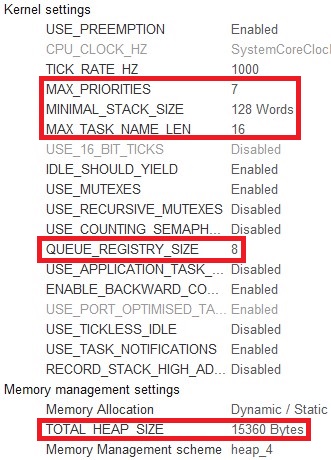 Kernel settings
USE_PREEMPTION Enabled
CPU_CLOCK_HZ SystemCoreClock
TICK_RATE_HZ 1000
MAX_PRIORITIES 7
MINIMAL_STACK_SIZE 128 Words
MAX_TASK_NAME_LEN 16
USE_16_BIT_TICKS Disabled
IDLE_SHOULD_YIELD Enabled
USE_MUTEXES Enabled
USE_RECURSIVE_MUTEXES Disabled
USE_COUNTING_SEMAPH... Disabled
QUEUE_REGISTRY_SIZE 8
USE_APPLICATION_TASK_... Disabled
ENABLE_BACKWARD_CO... Enabled
USE_PORT_OPTIMISED_TA... Enabled
USE_TICKLESS_IDLE Disabled
USE_TASK_NOTIFICATIONS Enabled
RECORD_STACK_HIGH_AD... Disabled
Memory management settings
Memory Allocation Dynamic / Static
TOTAL_HEAP_SIZE 15360 Bytes
Memory Management scheme heap_4